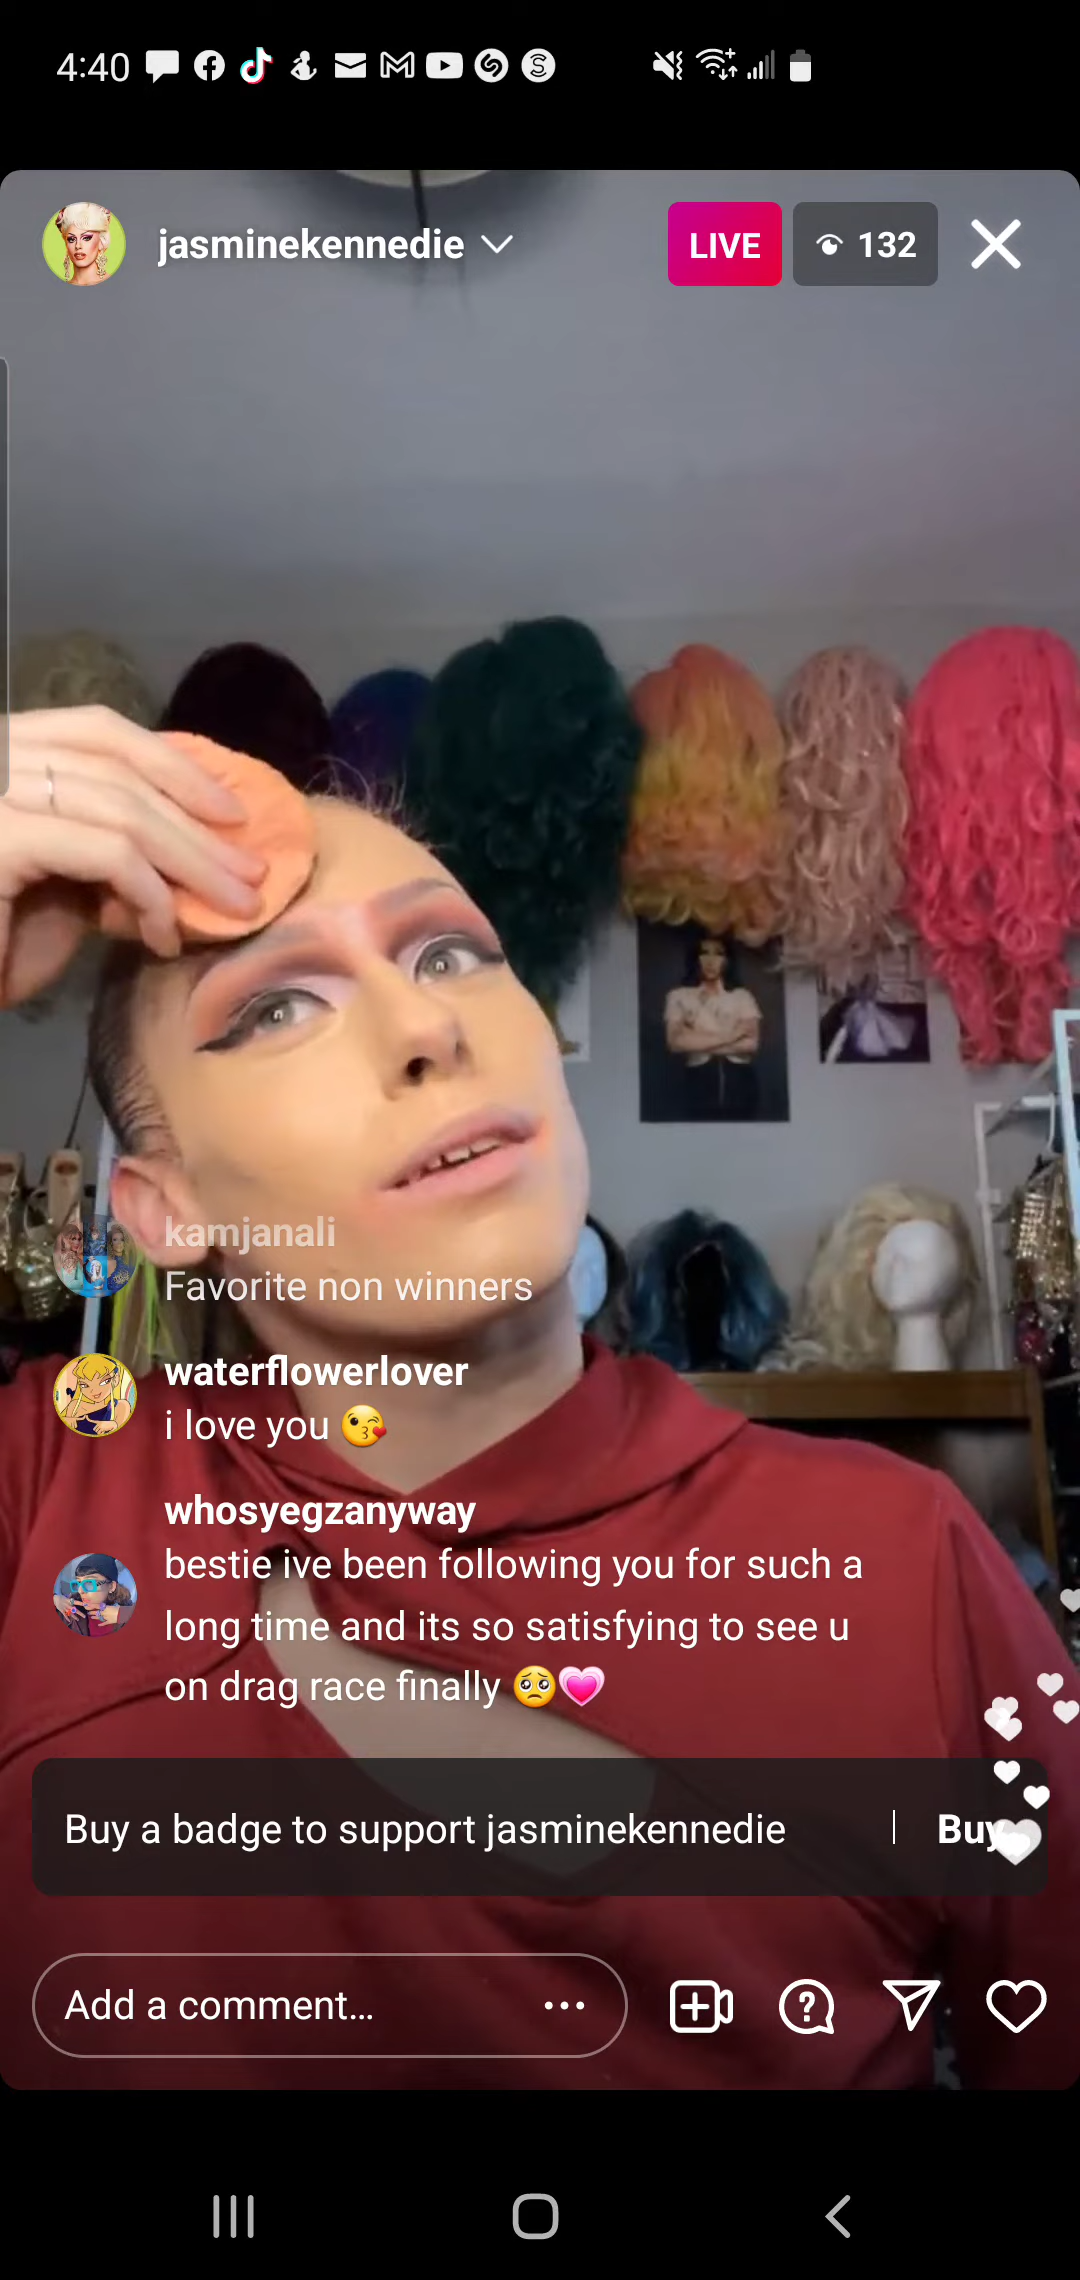 4:40
jasminekennedie
LIVE
132
kamjanali
Favorite non winners
waterflowerlover
i love you 😘
whosyegzanyway
bestie ive been following you for such a
long time and its so satisfying to see u
on drag race finally 🥺💗
Buy a badge to support jasminekennedie | Buy
Add a comment...